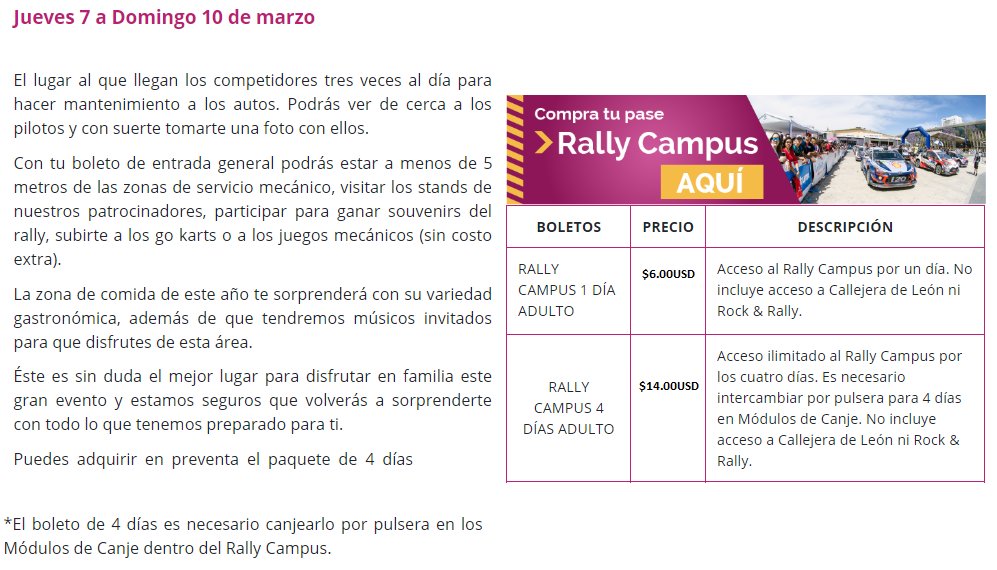 Jueves 7 a Domingo 10 de marzo
El lugar al que llegan los competidores tres veces al día para
hacer mantenimiento a los autos. Podrás ver de cerca a los
pilotos y con suerte tomarte una foto con ellos.
Con tu boleto de entrada general podrás estar a menos de 5
metros de las zonas de servicio mecánico, visitar los stands de
nuestros patrocinadores, participar para ganar souvenirs del
rally, subirte a los go karts o a los juegos mecánicos (sin costo
extra).
La zona de comida de este año te sorprenderá con su variedad
gastronómica, además de que tendremos músicos invitados
para que disfrutes de esta área.
Éste es sin duda el mejor lugar para disfrutar en familia este
gran evento y estamos seguros que volverás a sorprenderte
con todo lo que tenemos preparado para ti.
Puedes adquirir en preventa el paquete de 4 días
*El boleto de 4 días es necesario canjearlo por pulsera en los
Módulos de Canje dentro del Rally Campus.
Compra tu pase
Rally Campus
AQUÍ
BOLETOS PRECIO DESCRIPCIÓN
RALLY
CAMPUS 1 DÍA
ADULTO
$6.00USD
Acceso al Rally Campus por un día. No
incluye acceso a Callejera de León ni
Rock & Rally.
RALLY
CAMPUS 4
DÍAS ADULTO
$14.00USD
Acceso ilimitado al Rally Campus por
los cuatro días. Es necesario
intercambiar por pulsera para 4 días
en Módulos de Canje. No incluye
acceso a Callejera de León ni Rock &
Rally.